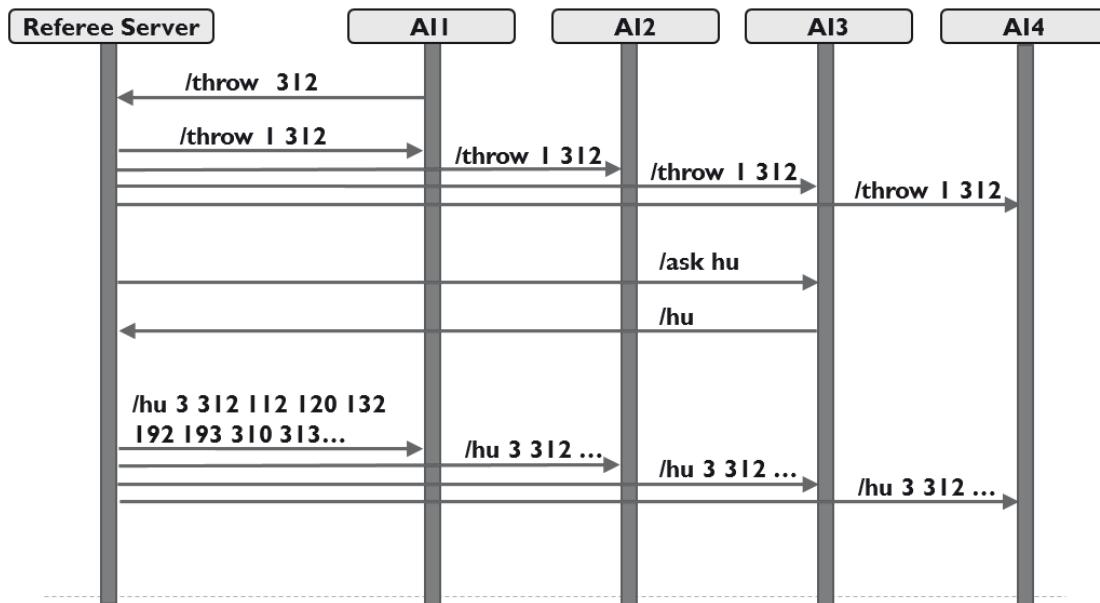 Referee Server AI1 AI2 AI3 AI4
/throw 312
/throw 1 312
/throw 1 312
/throw 1 312
/throw 1 312
/ask hu
/hu
/hu 3 312 112 120 132
192 193 310 313...
/hu 3 312 ...
/hu 3 312 ...
/hu 3 312 ...